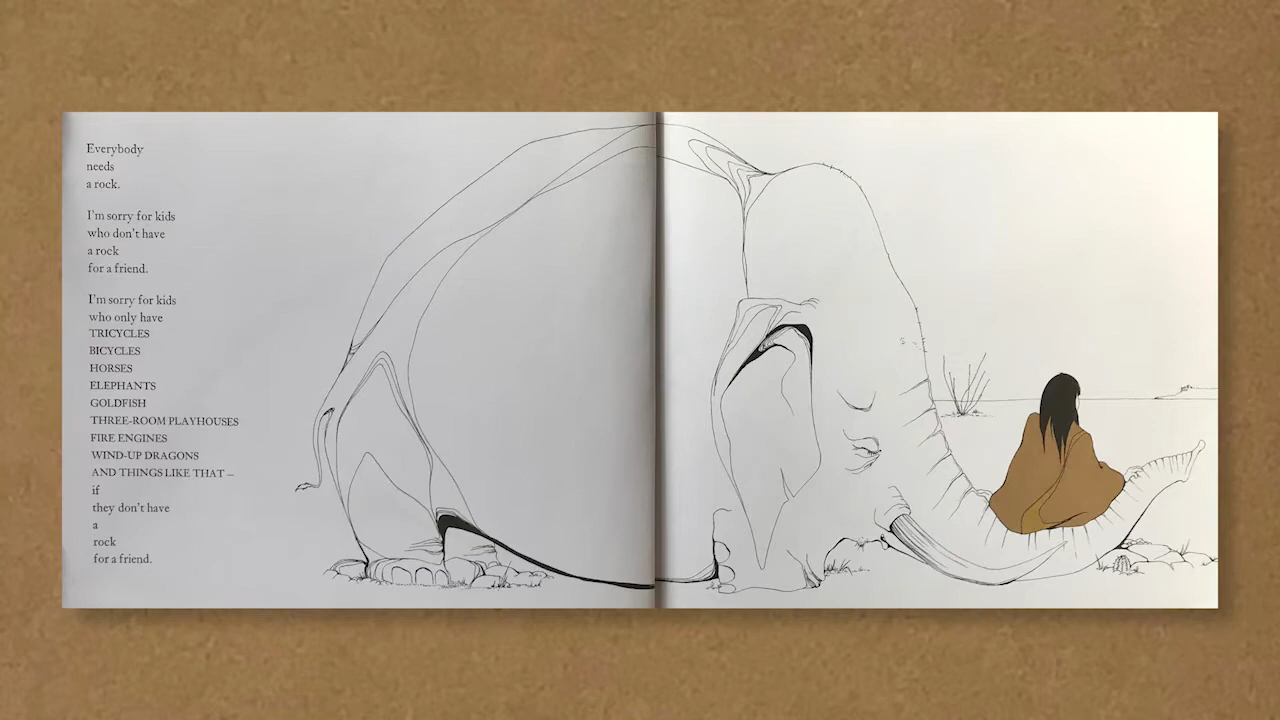 Everybody
needs
a rock.
I'm sorry for kids
who don't have
a rock
for a friend.
I'm sorry for kids
who only have
TRICYCLES
BICYCLES
HORSES
ELEPHANTS
GOLDFISH
THREE-ROOM PLAYHOUSES
FIRE ENGINES
WIND-UP DRAGONS
AND THINGS LIKE THAT —
if
they don't have
a
rock
for a friend.